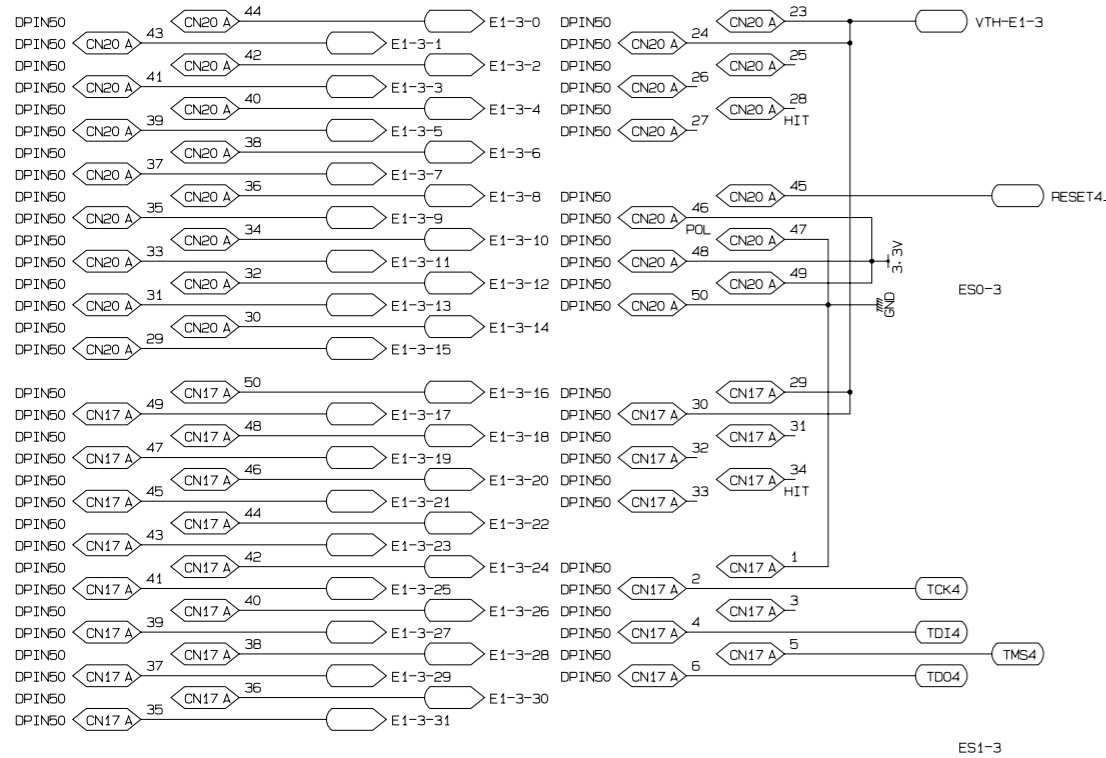 DPIN50 CN20 A 44 E1-3-0
DPIN50 CN20 A 43 E1-3-1
DPIN50 CN20 A 42 E1-3-2
DPIN50 CN20 A 41 E1-3-3
DPIN50 CN20 A 40 E1-3-4
DPIN50 CN20 A 39 E1-3-5
DPIN50 CN20 A 38 E1-3-6
DPIN50 CN20 A 37 E1-3-7
DPIN50 CN20 A 36 E1-3-8
DPIN50 CN20 A 35 E1-3-9
DPIN50 CN20 A 34 E1-3-10
DPIN50 CN20 A 33 E1-3-11
DPIN50 CN20 A 32 E1-3-12
DPIN50 CN20 A 31 E1-3-13
DPIN50 CN20 A 30 E1-3-14
DPIN50 CN20 A 29 E1-3-15
DPIN50 CN17 A 50 E1-3-16
DPIN50 CN17 A 49 E1-3-17
DPIN50 CN17 A 48 E1-3-18
DPIN50 CN17 A 47 E1-3-19
DPIN50 CN17 A 46 E1-3-20
DPIN50 CN17 A 45 E1-3-21
DPIN50 CN17 A 44 E1-3-22
DPIN50 CN17 A 43 E1-3-23
DPIN50 CN17 A 42 E1-3-24
DPIN50 CN17 A 41 E1-3-25
DPIN50 CN17 A 40 E1-3-26
DPIN50 CN17 A 39 E1-3-27
DPIN50 CN17 A 38 E1-3-28
DPIN50 CN17 A 37 E1-3-29
DPIN50 CN17 A 36 E1-3-30
DPIN50 CN17 A 35 E1-3-31
DPIN50 CN20 A 23 VTH-E1-3
DPIN50 CN20 A 24
DPIN50 CN20 A 25
DPIN50 CN20 A 26
DPIN50 CN20 A 28
HIT
DPIN50 CN20 A 27
DPIN50 CN20 A 45 RESET4
DPIN50 CN20 A 46
POL
DPIN50 CN20 A 47
DPIN50 CN20 A 48
3.3V
DPIN50 CN20 A 49
ES0-3
DPIN50 CN20 A 50
GND
DPIN50 CN17 A 29
DPIN50 CN17 A 30
DPIN50 CN17 A 31
DPIN50 CN17 A 32
DPIN50 CN17 A 34
HIT
DPIN50 CN17 A 33
DPIN50 CN17 A 1
DPIN50 CN17 A 2 TCK4
DPIN50 CN17 A 3
DPIN50 CN17 A 4 TDI4
DPIN50 CN17 A 5 TMS4
DPIN50 CN17 A 6 TDO4
ES1-3